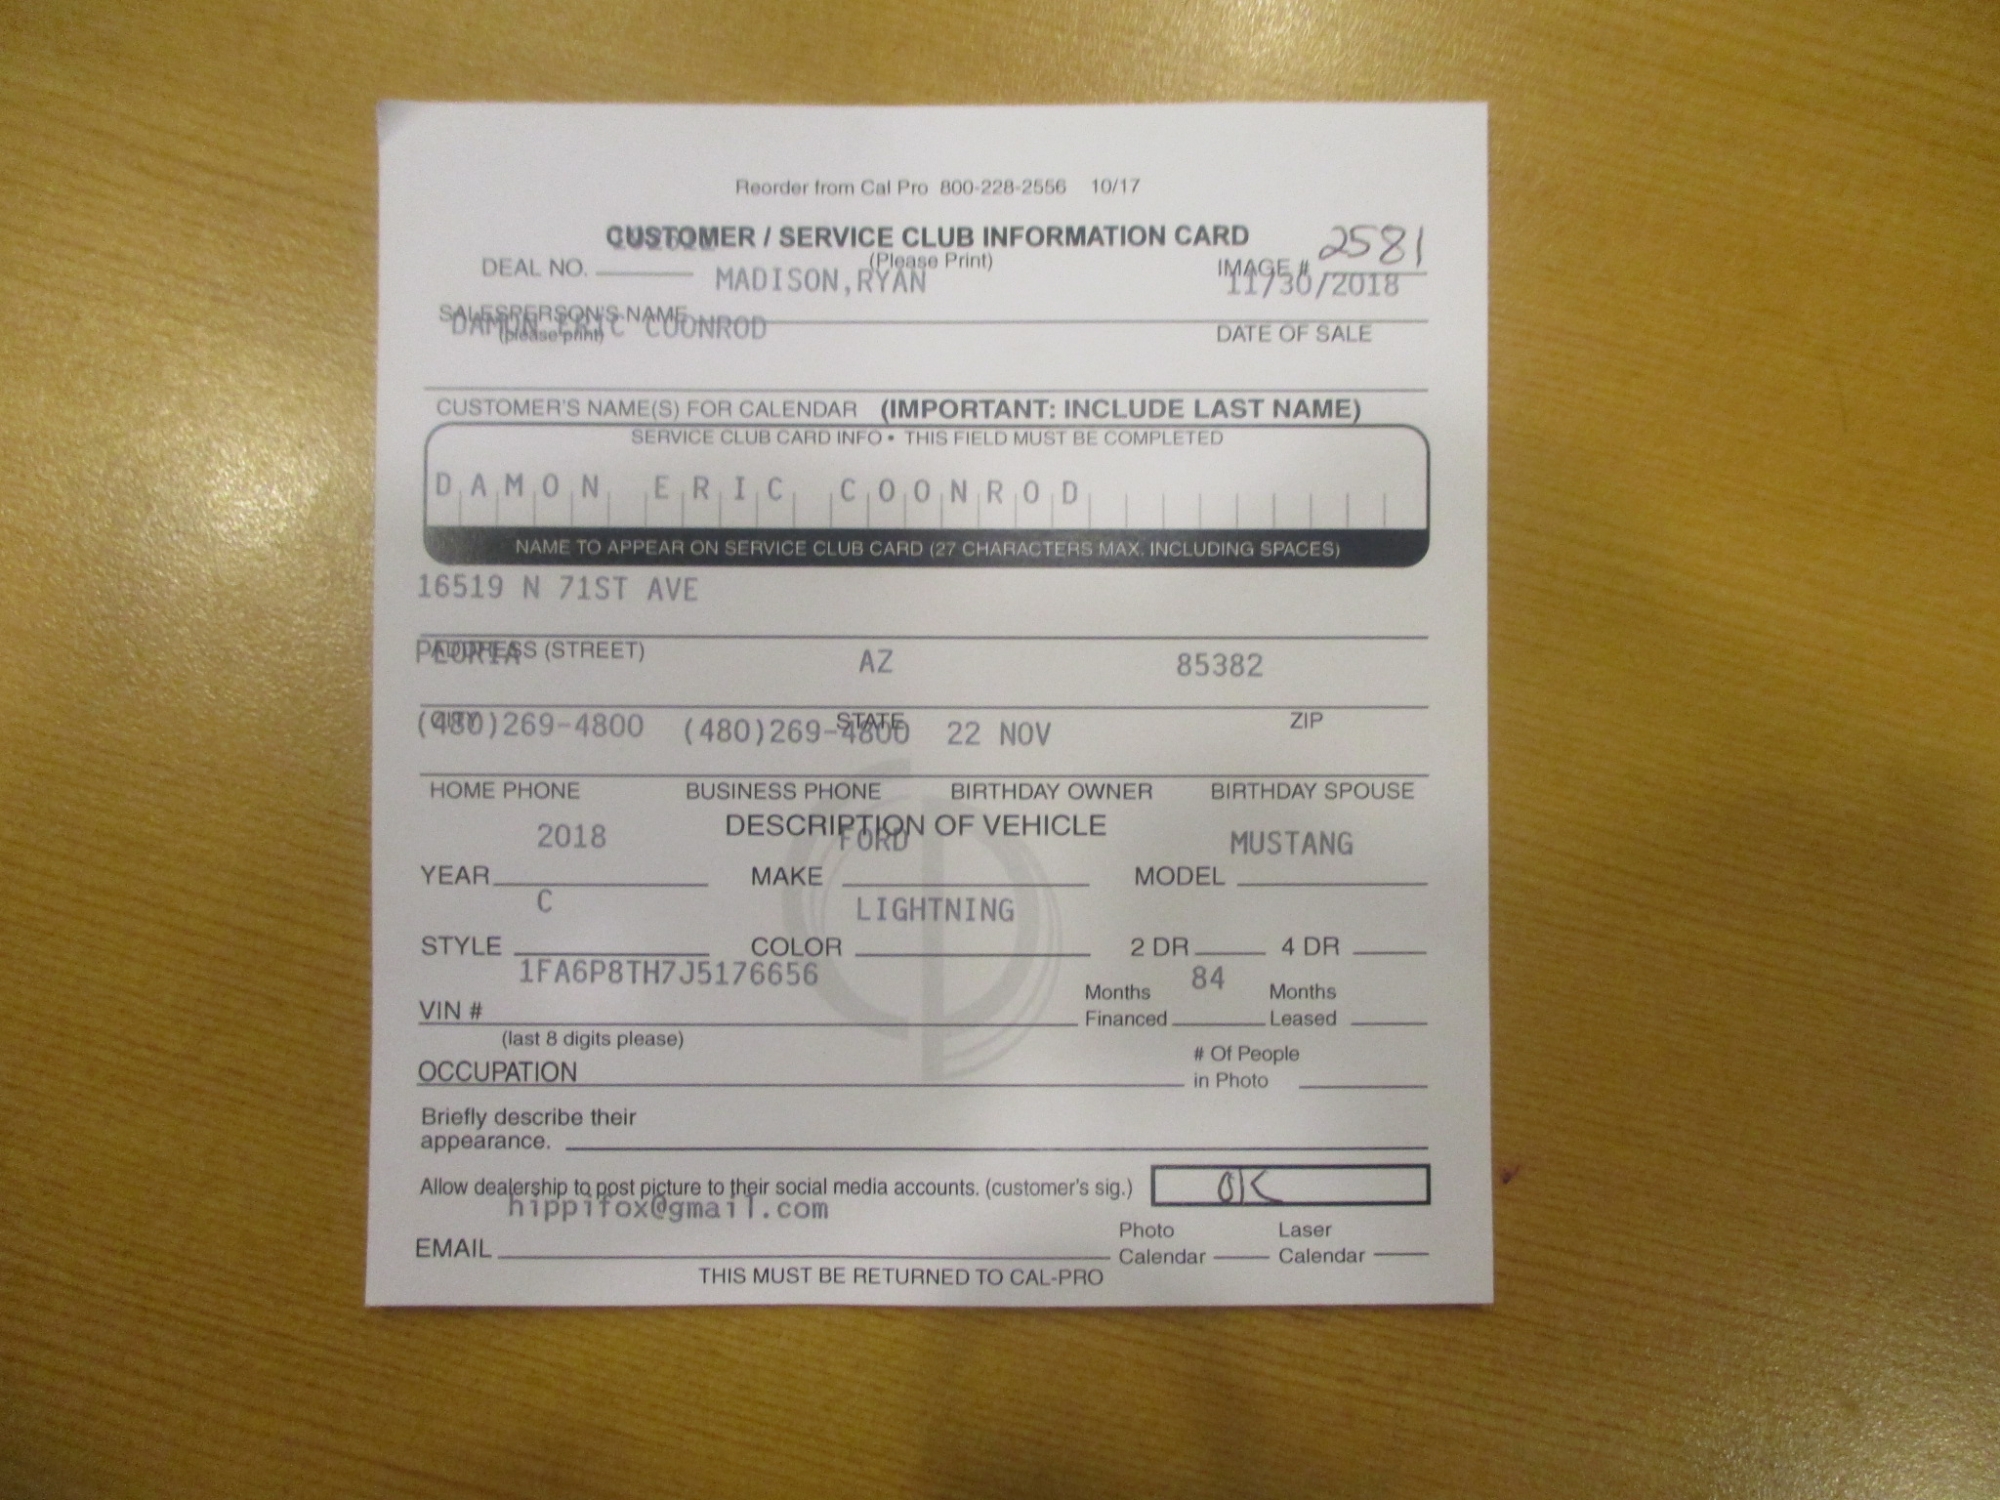 Reorder from Cal Pro 800-228-2556 10/17
CUSTOMER / SERVICE CLUB INFORMATION CARD
(Please Print)
DEAL NO.
IMAGE # 2581
MADISON,RYAN
11/30/2018
SALESPERSON'S NAME
(please print)
DATE OF SALE
DAMON ERIC COONROD
CUSTOMER'S NAME(S) FOR CALENDAR (IMPORTANT: INCLUDE LAST NAME)
SERVICE CLUB CARD INFO • THIS FIELD MUST BE COMPLETED
DAMON ERIC COONROD
NAME TO APPEAR ON SERVICE CLUB CARD (27 CHARACTERS MAX. INCLUDING SPACES)
16519 N 71ST AVE
ADDRESS (STREET)
PEORIA AZ 85382
CITY STATE ZIP
(480)269-4800 (480)269-4800 22 NOV
HOME PHONE BUSINESS PHONE BIRTHDAY OWNER BIRTHDAY SPOUSE
DESCRIPTION OF VEHICLE
2018 FORD MUSTANG
YEAR MAKE MODEL
C LIGHTNING
STYLE COLOR 2 DR 4 DR
1FA6P8TH7J5176656 84
VIN # Months Financed Months Leased
(last 8 digits please)
OCCUPATION # Of People in Photo
Briefly describe their
appearance.
Allow dealership to post picture to their social media accounts. (customer's sig.) OK
hippifox@gmail.com
EMAIL Photo Calendar Laser Calendar
THIS MUST BE RETURNED TO CAL-PRO